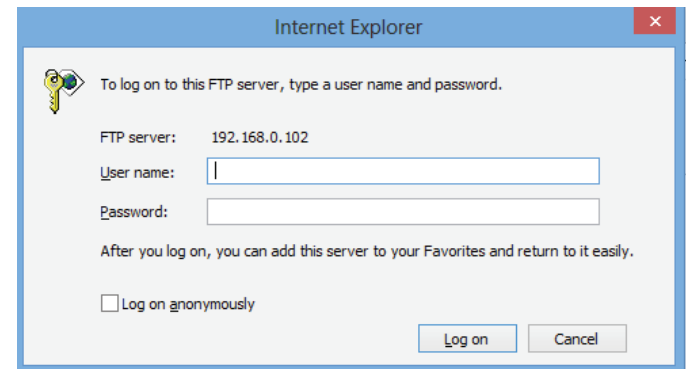 Internet Explorer
To log on to this FTP server, type a user name and password.
FTP server: 192.168.0.102
User name:
Password:
After you log on, you can add this server to your Favorites and return to it easily.
Log on anonymously
Log on Cancel